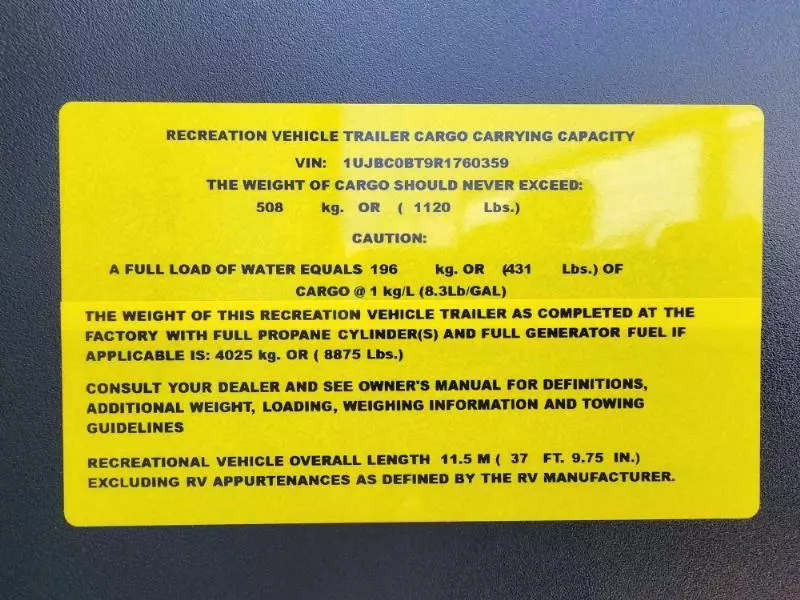 RECREATION VEHICLE TRAILER CARGO CARRYING CAPACITY
VIN: 1UJBC0BT9R1760359
THE WEIGHT OF CARGO SHOULD NEVER EXCEED:
508 kg. OR ( 1120 Lbs.)
CAUTION:
A FULL LOAD OF WATER EQUALS 196 kg. OR (431 Lbs.) OF
CARGO @ 1 kg/L (8.3Lb/GAL)
THE WEIGHT OF THIS RECREATION VEHICLE TRAILER AS COMPLETED AT THE
FACTORY WITH FULL PROPANE CYLINDER(S) AND FULL GENERATOR FUEL IF
APPLICABLE IS: 4025 kg. OR ( 8875 Lbs.)
CONSULT YOUR DEALER AND SEE OWNER'S MANUAL FOR DEFINITIONS,
ADDITIONAL WEIGHT, LOADING, WEIGHING INFORMATION AND TOWING
GUIDELINES
RECREATIONAL VEHICLE OVERALL LENGTH 11.5 M ( 37 FT. 9.75 IN.)
EXCLUDING RV APPURTENANCES AS DEFINED BY THE RV MANUFACTURER.